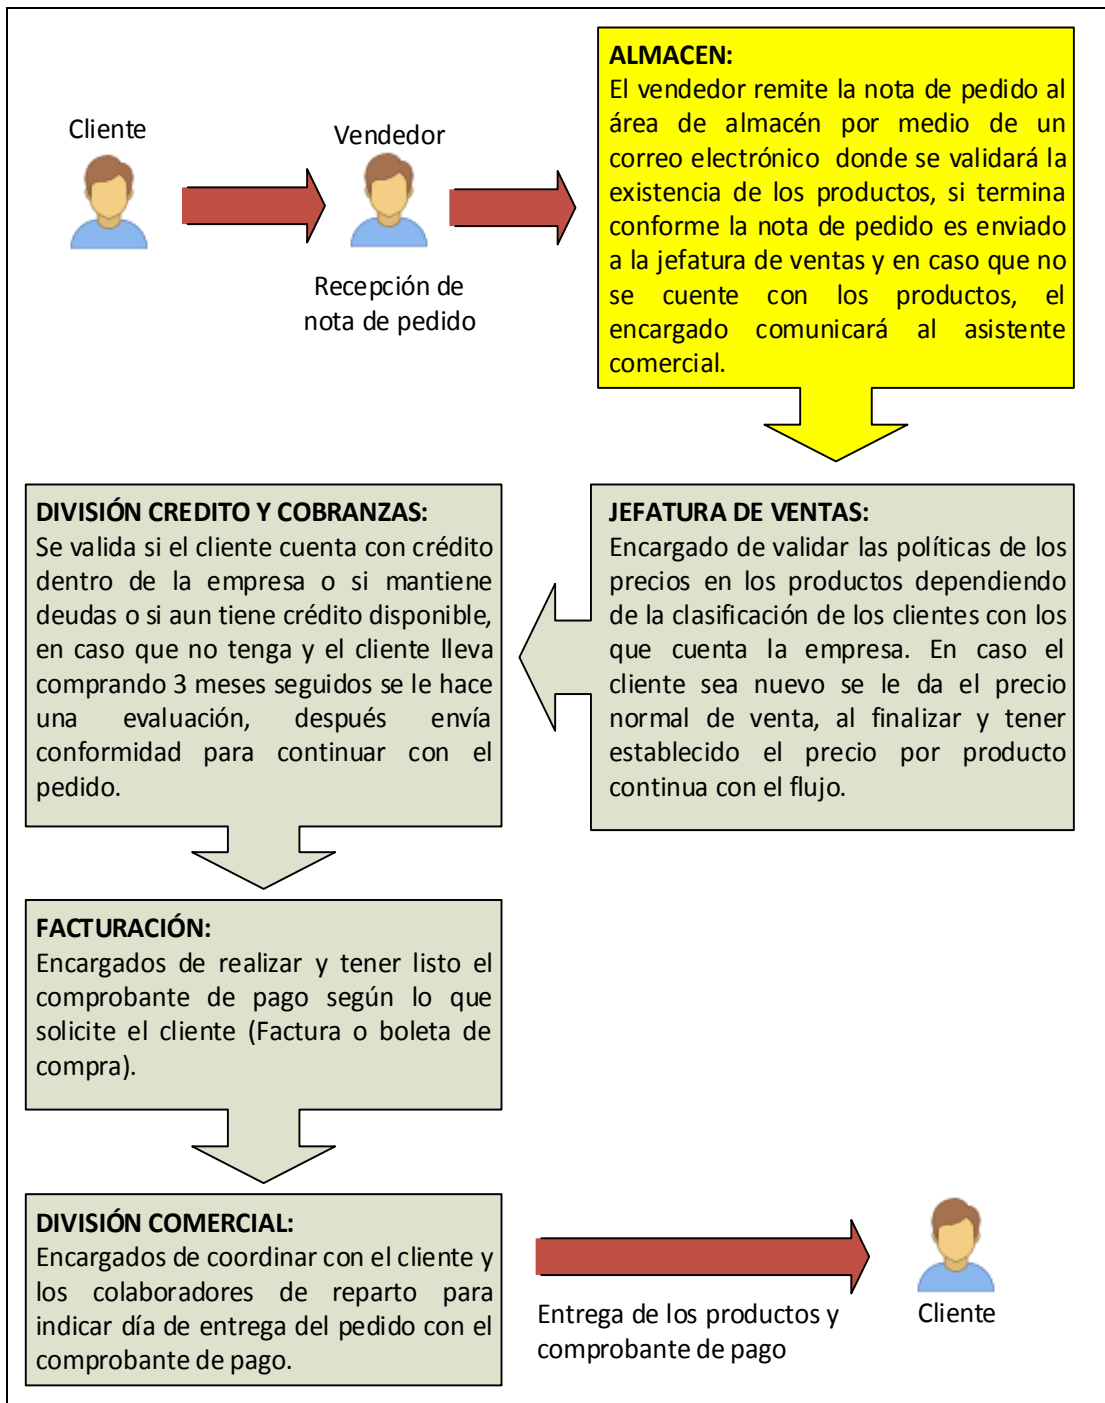 Cliente
Vendedor
Recepción de
nota de pedido
ALMACEN:
El vendedor remite la nota de pedido al
área de almacén por medio de un
correo electrónico donde se validará la
existencia de los productos, si termina
conforme la nota de pedido es enviado
a la jefatura de ventas y en caso que no
se cuente con los productos, el
encargado comunicará al asistente
comercial.
JEFATURA DE VENTAS:
Encargado de validar las políticas de los
precios en los productos dependiendo
de la clasificación de los clientes con los
que cuenta la empresa. En caso el
cliente sea nuevo se le da el precio
normal de venta, al finalizar y tener
establecido el precio por producto
continua con el flujo.
DIVISIÓN CREDITO Y COBRANZAS:
Se valida si el cliente cuenta con crédito
dentro de la empresa o si mantiene
deudas o si aun tiene crédito disponible,
en caso que no tenga y el cliente lleva
comprando 3 meses seguidos se le hace
una evaluación, después envía
conformidad para continuar con el
pedido.
FACTURACIÓN:
Encargados de realizar y tener listo el
comprobante de pago según lo que
solicite el cliente (Factura o boleta de
compra).
DIVISIÓN COMERCIAL:
Encargados de coordinar con el cliente y
los colaboradores de reparto para
indicar día de entrega del pedido con el
comprobante de pago.
Entrega de los productos y
comprobante de pago
Cliente